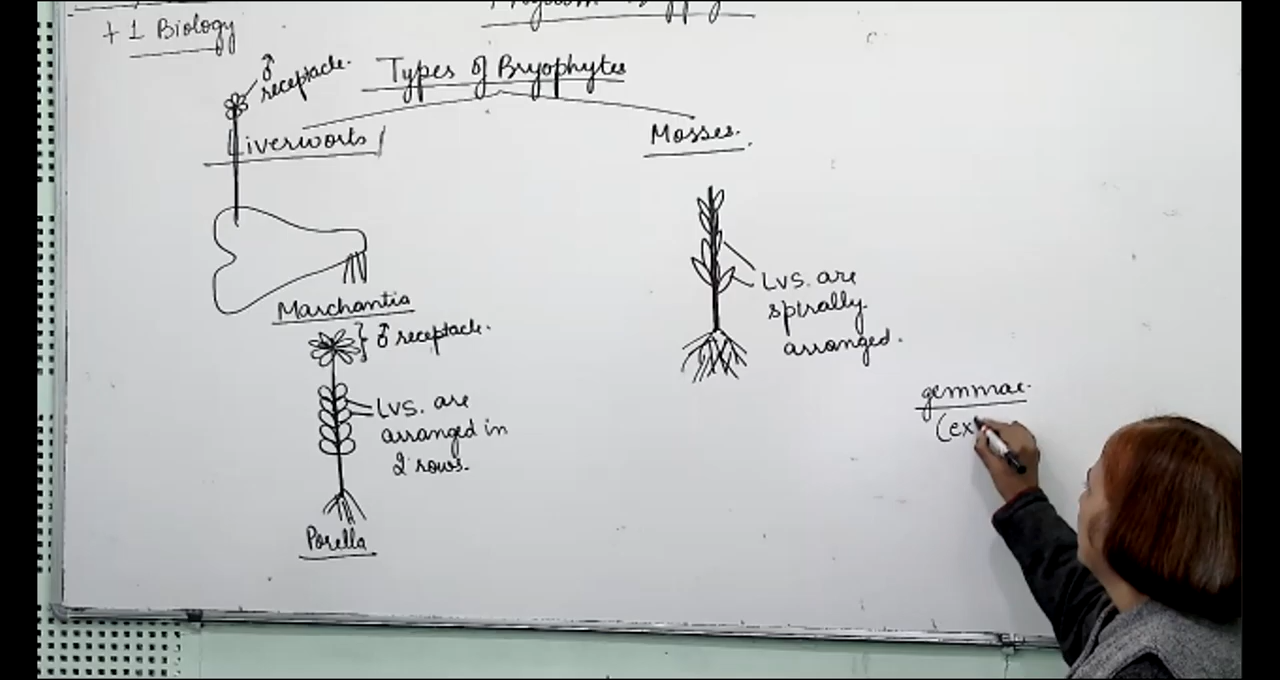 +1 Biology
Types of Bryophytes
♂
receptacle.
Liverworts /
Mosses.
Marchantia
♂ receptacle.
Lvs. are
arranged in
2 rows.
Porella
Lvs. are
spirally
arranged.
gemmae.
(ex